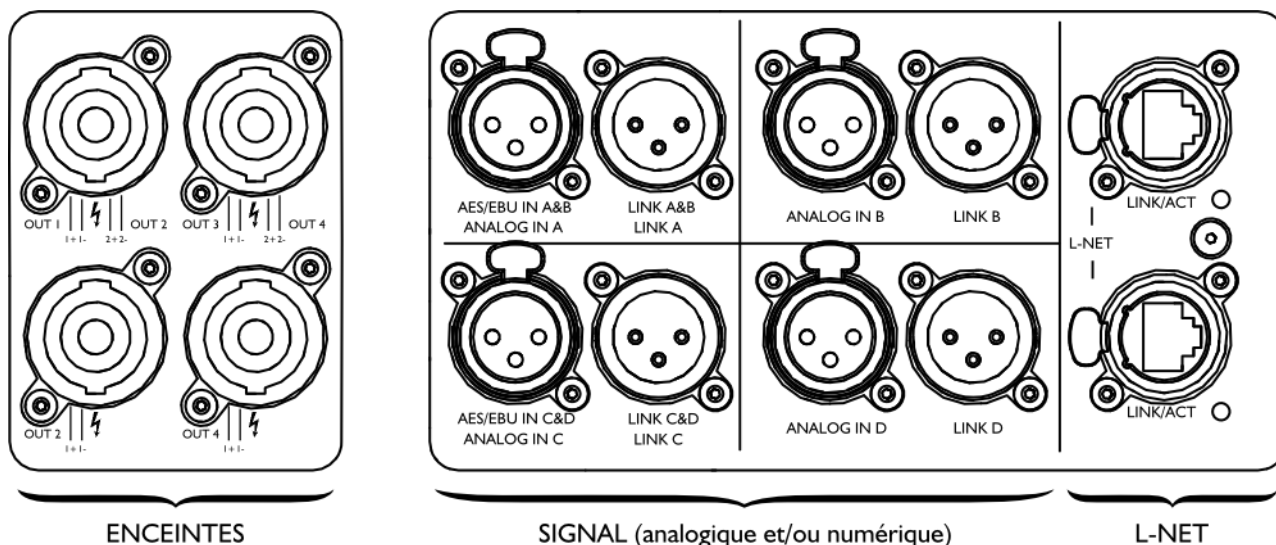 OUT 1 OUT 2 OUT 3 OUT 4
1+ 1- 2+ 2- 1+ 1- 2+ 2-
OUT 2 OUT 4
1+ 1- 1+ 1-
ENCEINTES
AES/EBU IN A&B
ANALOG IN A
LINK A&B
LINK A
ANALOG IN B
LINK B
AES/EBU IN C&D
ANALOG IN C
LINK C&D
LINK C
ANALOG IN D
LINK D
SIGNAL (analogique et/ou numérique)
LINK/ACT
L-NET
LINK/ACT
L-NET